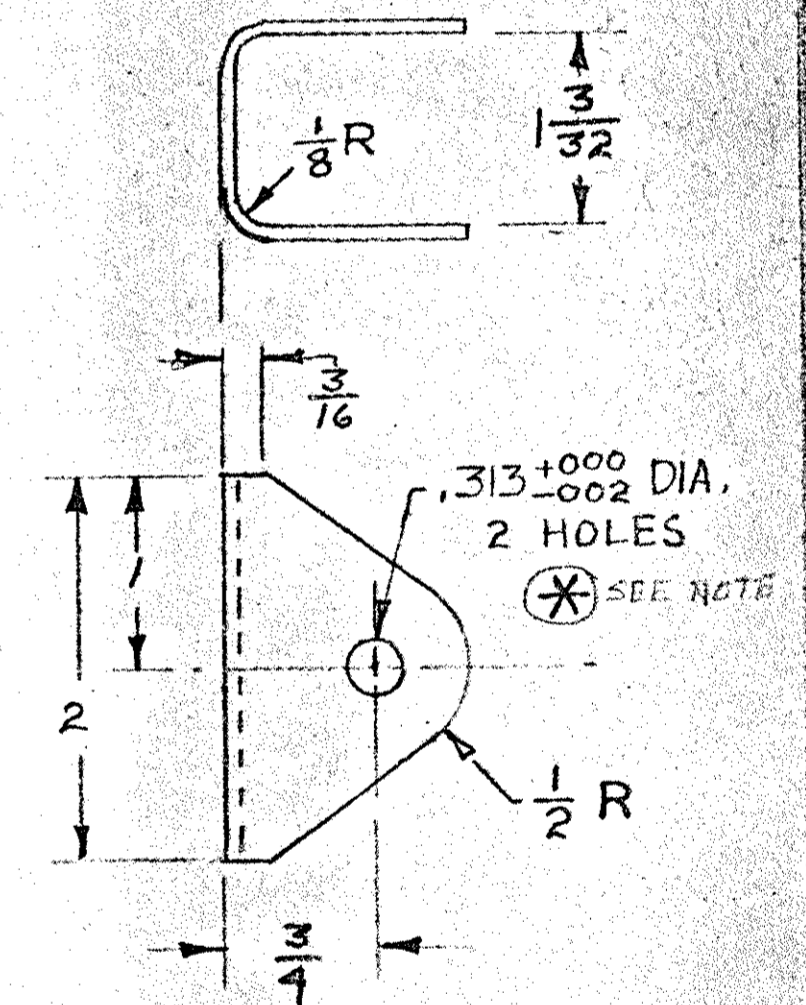 1/8 R
1 3/32
3/16
.313 +000 -002 DIA.
2 HOLES
* SEE NOTE
1
2
1/2 R
3/4